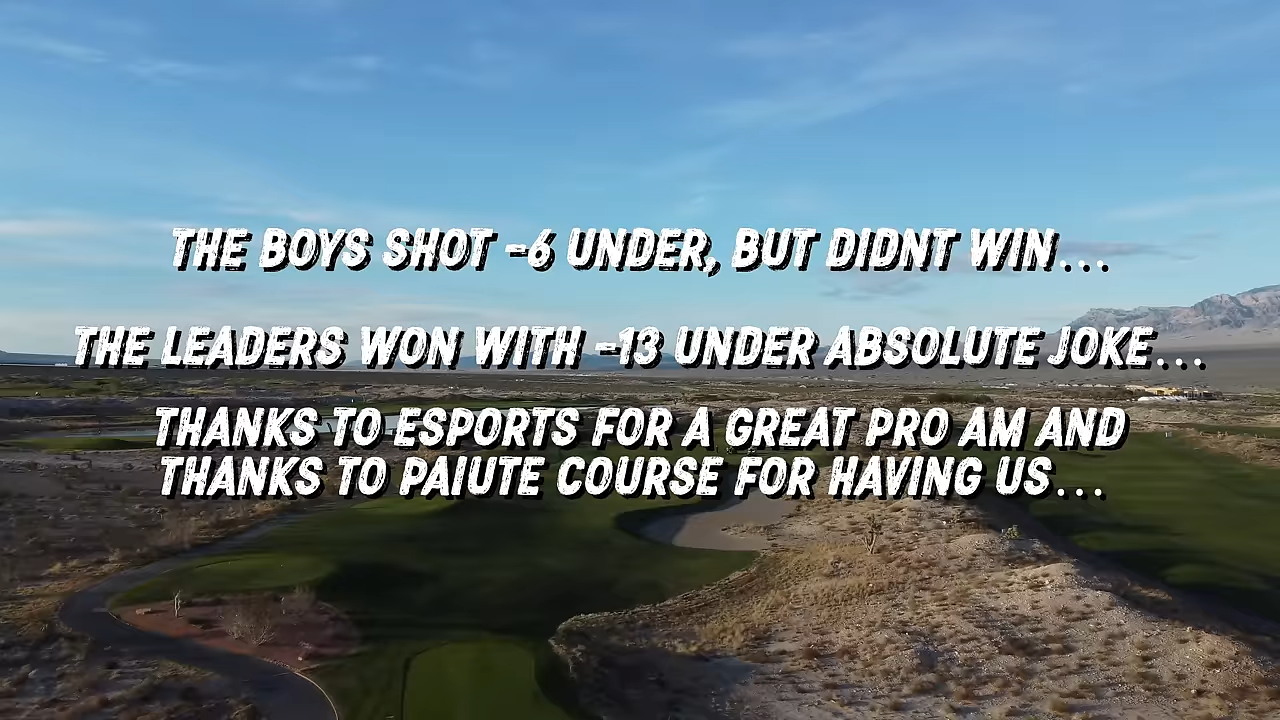 THE BOYS SHOT -6 UNDER, BUT DIDNT WIN...
THE LEADERS WON WITH -13 UNDER ABSOLUTE JOKE...
THANKS TO ESPORTS FOR A GREAT PRO AM AND
THANKS TO PAIUTE COURSE FOR HAVING US...